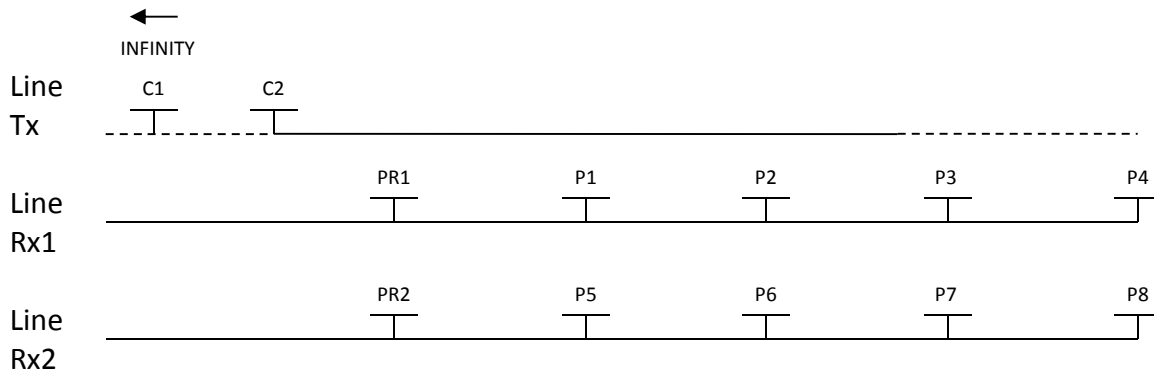 INFINITY
Line Tx
C1 C2
Line Rx1
PR1 P1 P2 P3 P4
Line Rx2
PR2 P5 P6 P7 P8